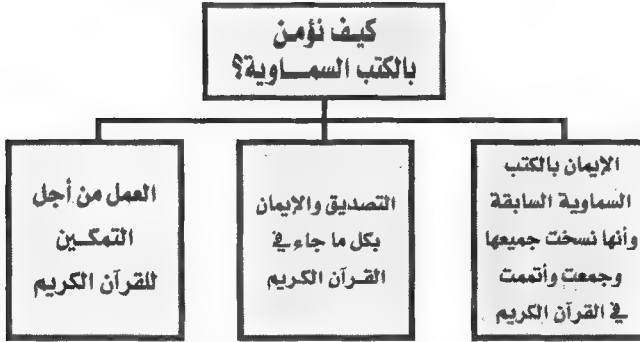 كيف نؤمن
بالكتب السماوية؟
الإيمان بالكتب
السماوية السابقة
وأنها نسخت جميعها
وجمعت وأتممت
في القرآن الكريم
التصديق والإيمان
بكل ما جاء في
القرآن الكريم
العمل من أجل
التمكين
للقرآن الكريم